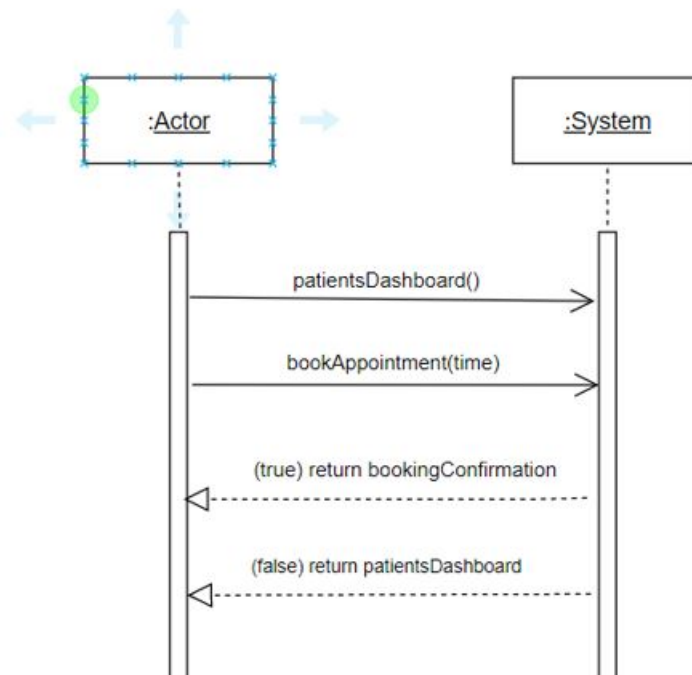 :Actor
:System
patientsDashboard()
bookAppointment(time)
(true) return bookingConfirmation
(false) return patientsDashboard